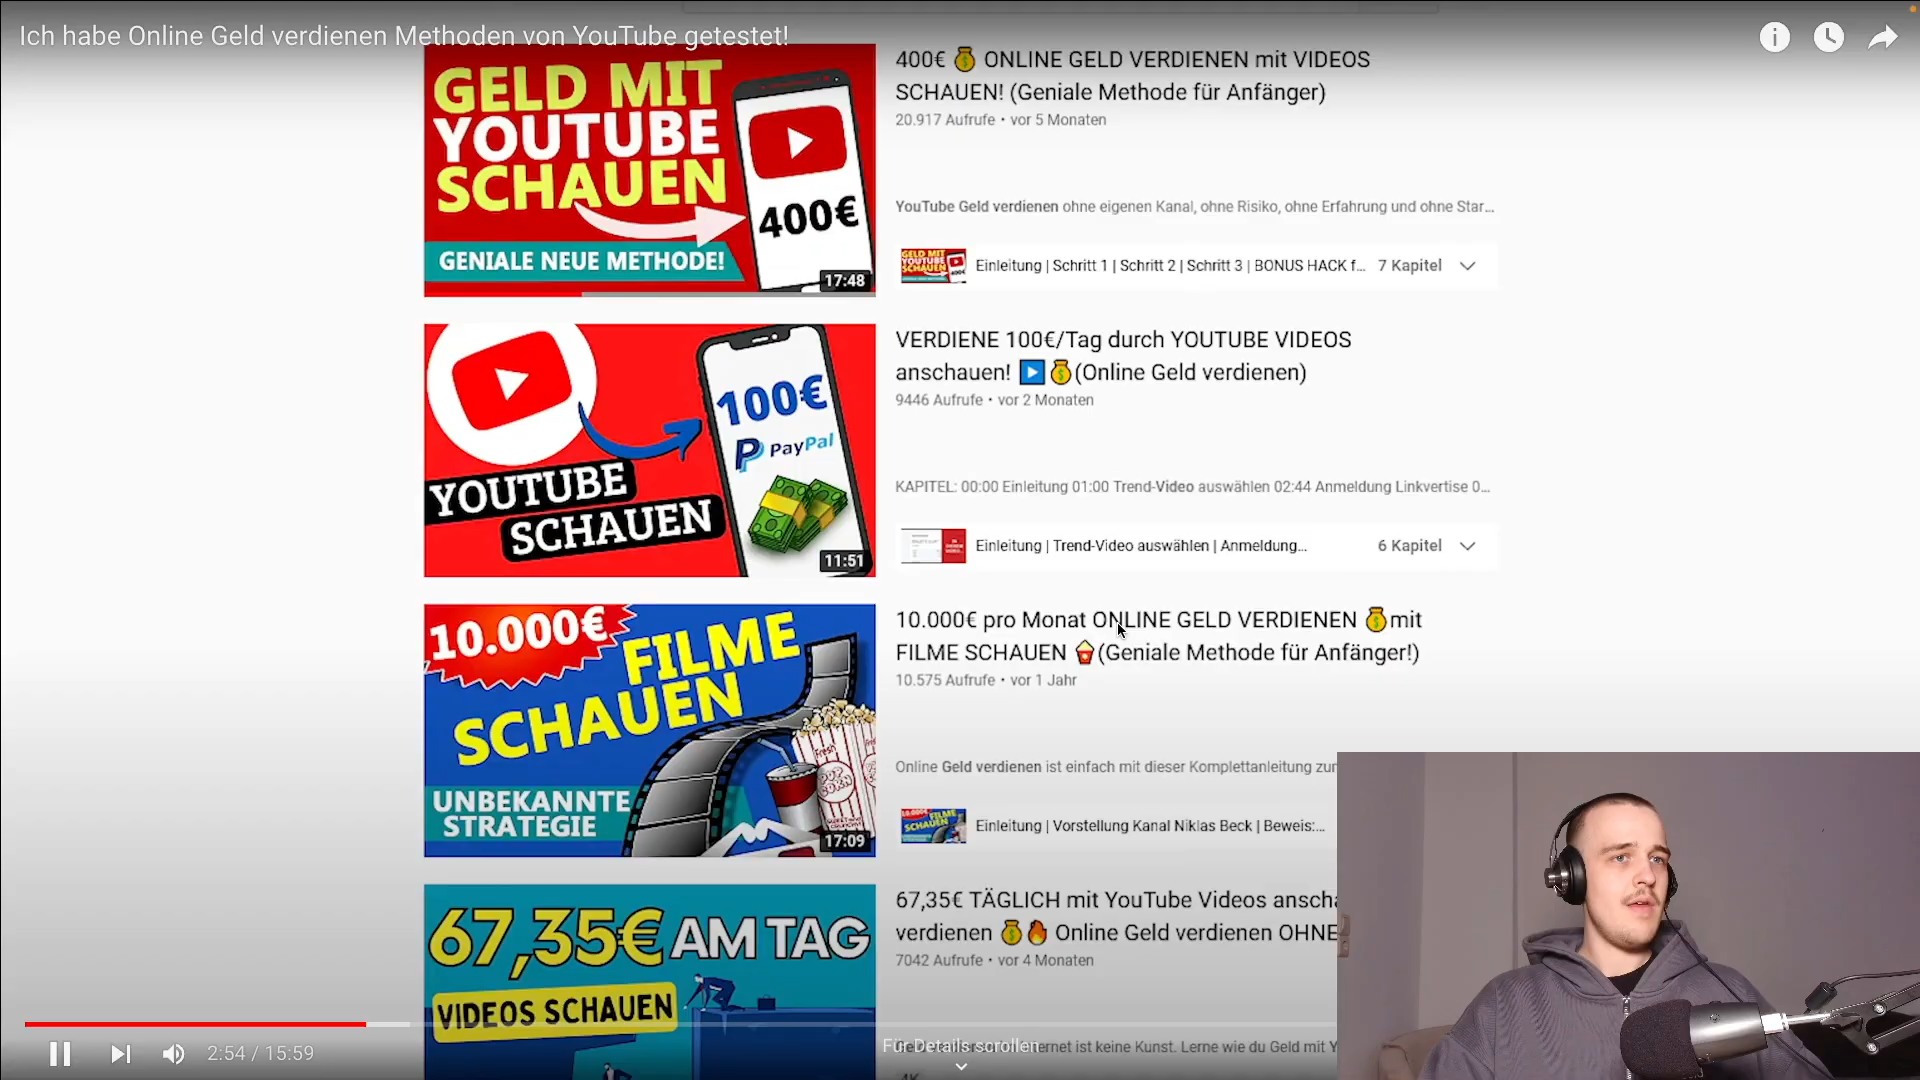 Ich habe Online Geld verdienen Methoden von YouTube getestet!
GELD MIT
YOUTUBE
SCHAUEN
400€
GENIALE NEUE METHODE!
17:48
400€ 💰 ONLINE GELD VERDIENEN mit VIDEOS
SCHAUEN! (Geniale Methode für Anfänger)
20.917 Aufrufe • vor 5 Monaten
YouTube Geld verdienen ohne eigenen Kanal, ohne Risiko, ohne Erfahrung und ohne Star...
Einleitung | Schritt 1 | Schritt 2 | Schritt 3 | BONUS HACK f... 7 Kapitel
100€
PayPal
YOUTUBE
SCHAUEN
11:51
VERDIENE 100€/Tag durch YOUTUBE VIDEOS
anschauen! ▶️💰(Online Geld verdienen)
9446 Aufrufe • vor 2 Monaten
KAPITEL: 00:00 Einleitung 01:00 Trend-Video auswählen 02:44 Anmeldung Linkvertise 0...
Einleitung | Trend-Video auswählen | Anmeldung... 6 Kapitel
10.000€
FILME
SCHAUEN
UNBEKANNTE
STRATEGIE
17:09
10.000€ pro Monat ONLINE GELD VERDIENEN 💰mit
FILME SCHAUEN 🍿(Geniale Methode für Anfänger!)
10.575 Aufrufe • vor 1 Jahr
Online Geld verdienen ist einfach mit dieser Komplettanleitung zur
Einleitung | Vorstellung Kanal Niklas Beck | Beweis:...
67,35€ AM TAG
VIDEOS SCHAUEN
67,35€ TÄGLICH mit YouTube Videos anscha
verdienen 💰🔥 Online Geld verdienen OHNE
7042 Aufrufe • vor 4 Monaten
ist keine Kunst. Lerne wie du Geld mit Y
Für Details scrollen
2:54 / 15:59